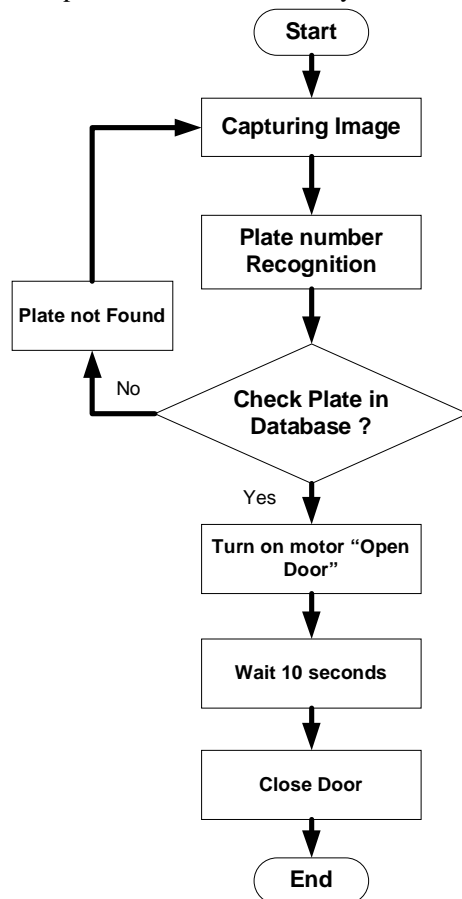 Start
Capturing Image
Plate number
Recognition
Plate not Found
No
Check Plate in
Database ?
Yes
Turn on motor “Open
Door”
Wait 10 seconds
Close Door
End